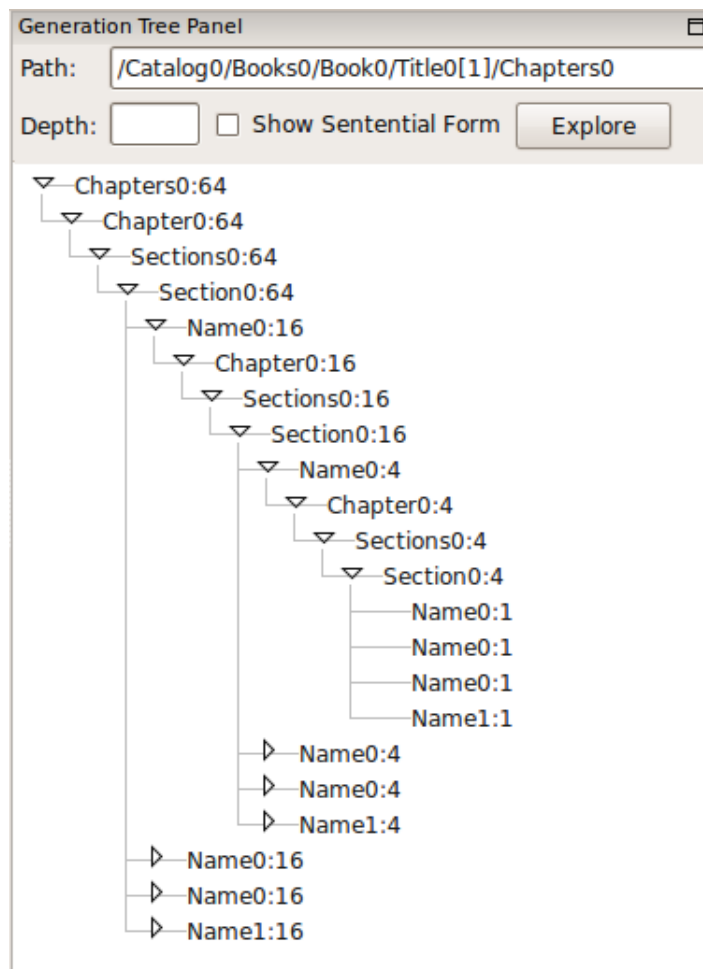 Generation Tree Panel
Path: /Catalog0/Books0/Book0/Title0[1]/Chapters0
Depth: Show Sentential Form Explore
Chapters0:64
Chapter0:64
Sections0:64
Section0:64
Name0:16
Chapter0:16
Sections0:16
Section0:16
Name0:4
Chapter0:4
Sections0:4
Section0:4
Name0:1
Name0:1
Name0:1
Name1:1
Name0:4
Name0:4
Name1:4
Name0:16
Name0:16
Name1:16